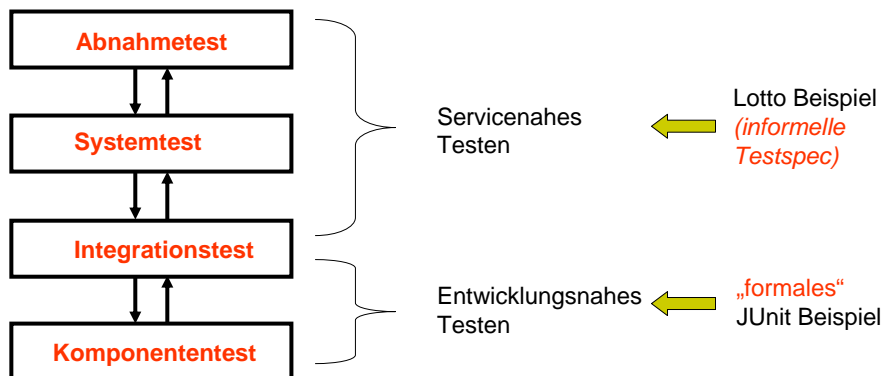 Abnahmetest
Systemtest
Integrationstest
Komponententest
Servicenahes
Testen
Entwicklungsnahes
Testen
Lotto Beispiel
(informelle
Testspec)
„formales“
JUnit Beispiel